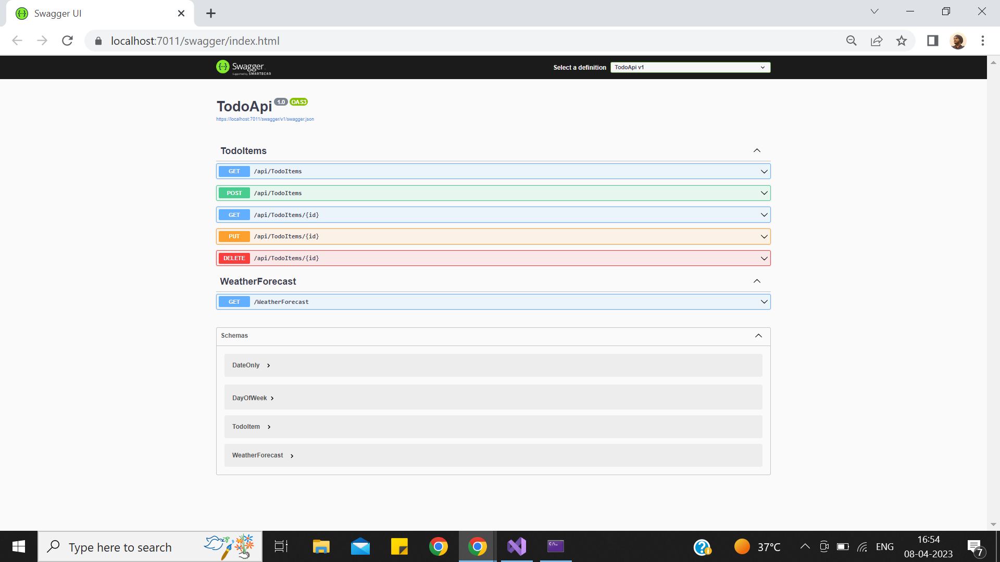 Swagger UI
localhost:7011/swagger/index.html
Swagger
Supported by SMARTBEAR
Select a definition
TodoApi v1
TodoApi 1.0 OAS3
https://localhost:7011/swagger/v1/swagger.json
TodoItems
GET /api/TodoItems
POST /api/TodoItems
GET /api/TodoItems/{id}
PUT /api/TodoItems/{id}
DELETE /api/TodoItems/{id}
WeatherForecast
GET /WeatherForecast
Schemas
DateOnly
DayOfWeek
TodoItem
WeatherForecast
Type here to search
37°C
ENG
16:54
08-04-2023
7